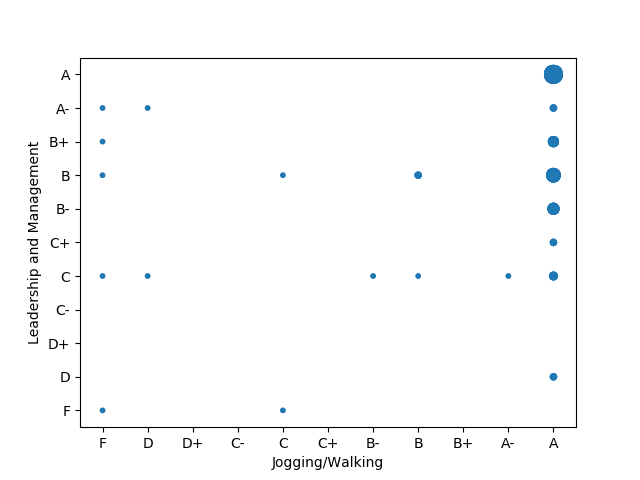 A
A-
B+
B
B-
C+
C
C-
D+
D
F
Leadership and Management
F D D+ C- C C+ B- B B+ A- A
Jogging/Walking